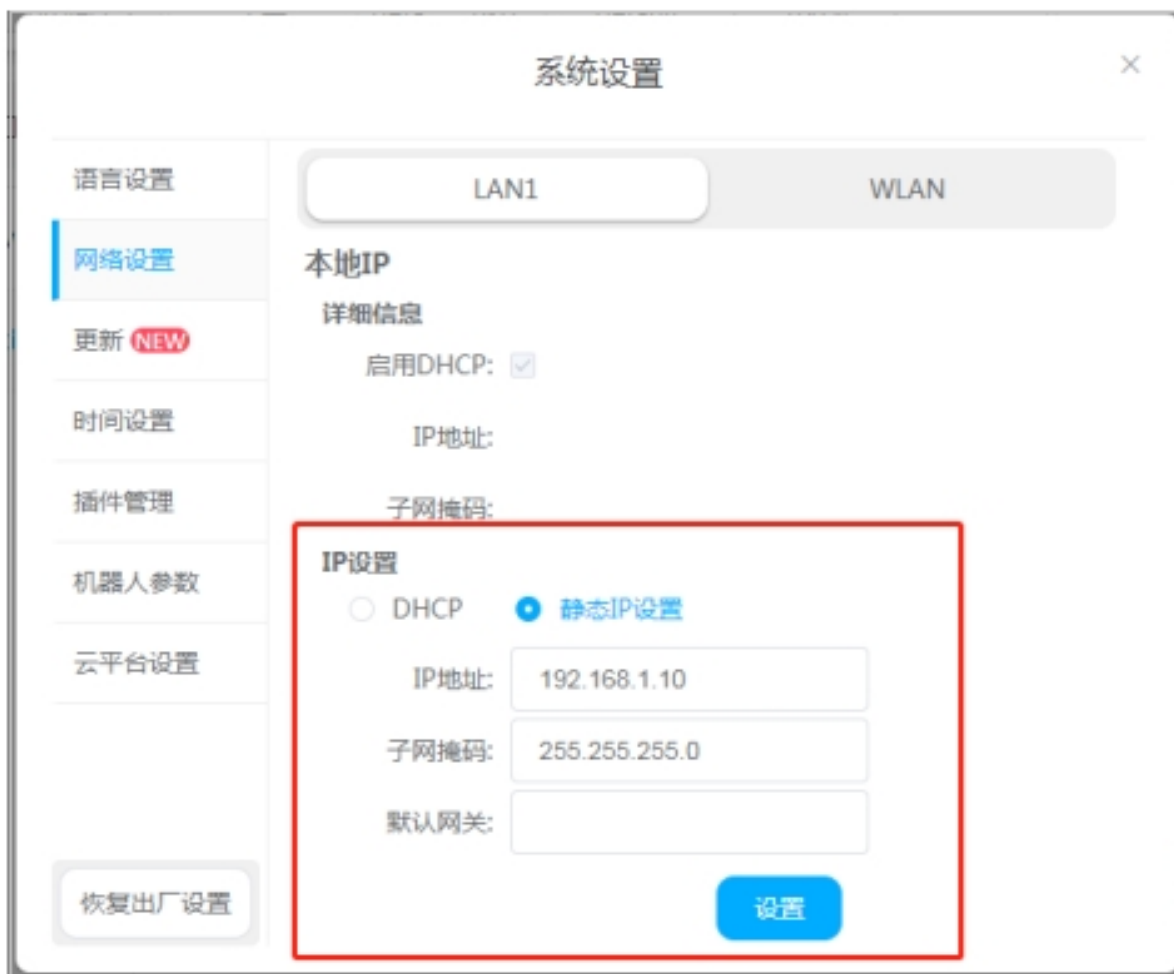 系统设置
语言设置
网络设置
更新 NEW
时间设置
插件管理
机器人参数
云平台设置
恢复出厂设置
LAN1 WLAN
本地IP
详细信息
启用DHCP:
IP地址:
子网掩码:
IP设置
DHCP 静态IP设置
IP地址: 192.168.1.10
子网掩码: 255.255.255.0
默认网关:
设置